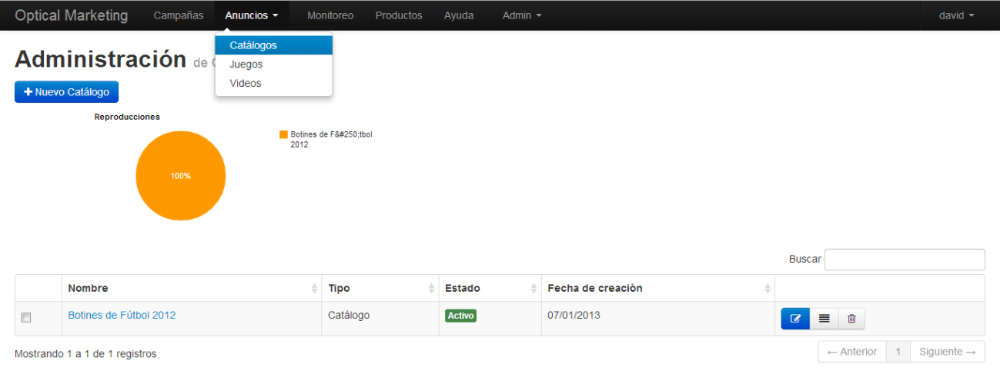 Optical Marketing Campañas Anuncios Monitoreo Productos Ayuda Admin david
Catálogos
Juegos
Videos
Administración de
+ Nuevo Catálogo
Reproducciones
Botines de F&#250;tbol
2012
100%
Buscar
Nombre Tipo Estado Fecha de creaciòn
Botines de Fútbol 2012 Catálogo Activo 07/01/2013
Mostrando 1 a 1 de 1 registros
← Anterior 1 Siguiente →